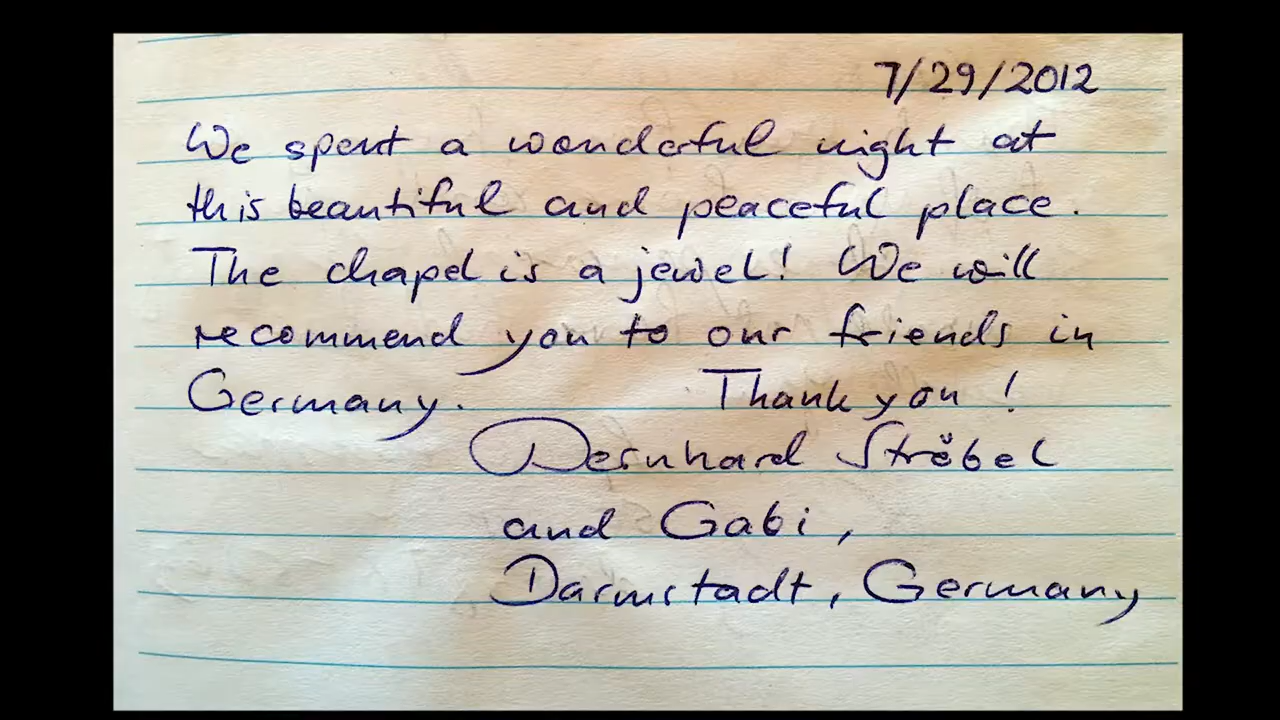 7/29/2012
We spent a wonderful night at
this beautiful and peaceful place.
The chapel is a jewel! We will
recommend you to our friends in
Germany. Thank you!
Bernhard Ströbel
and Gabi,
Darmstadt, Germany